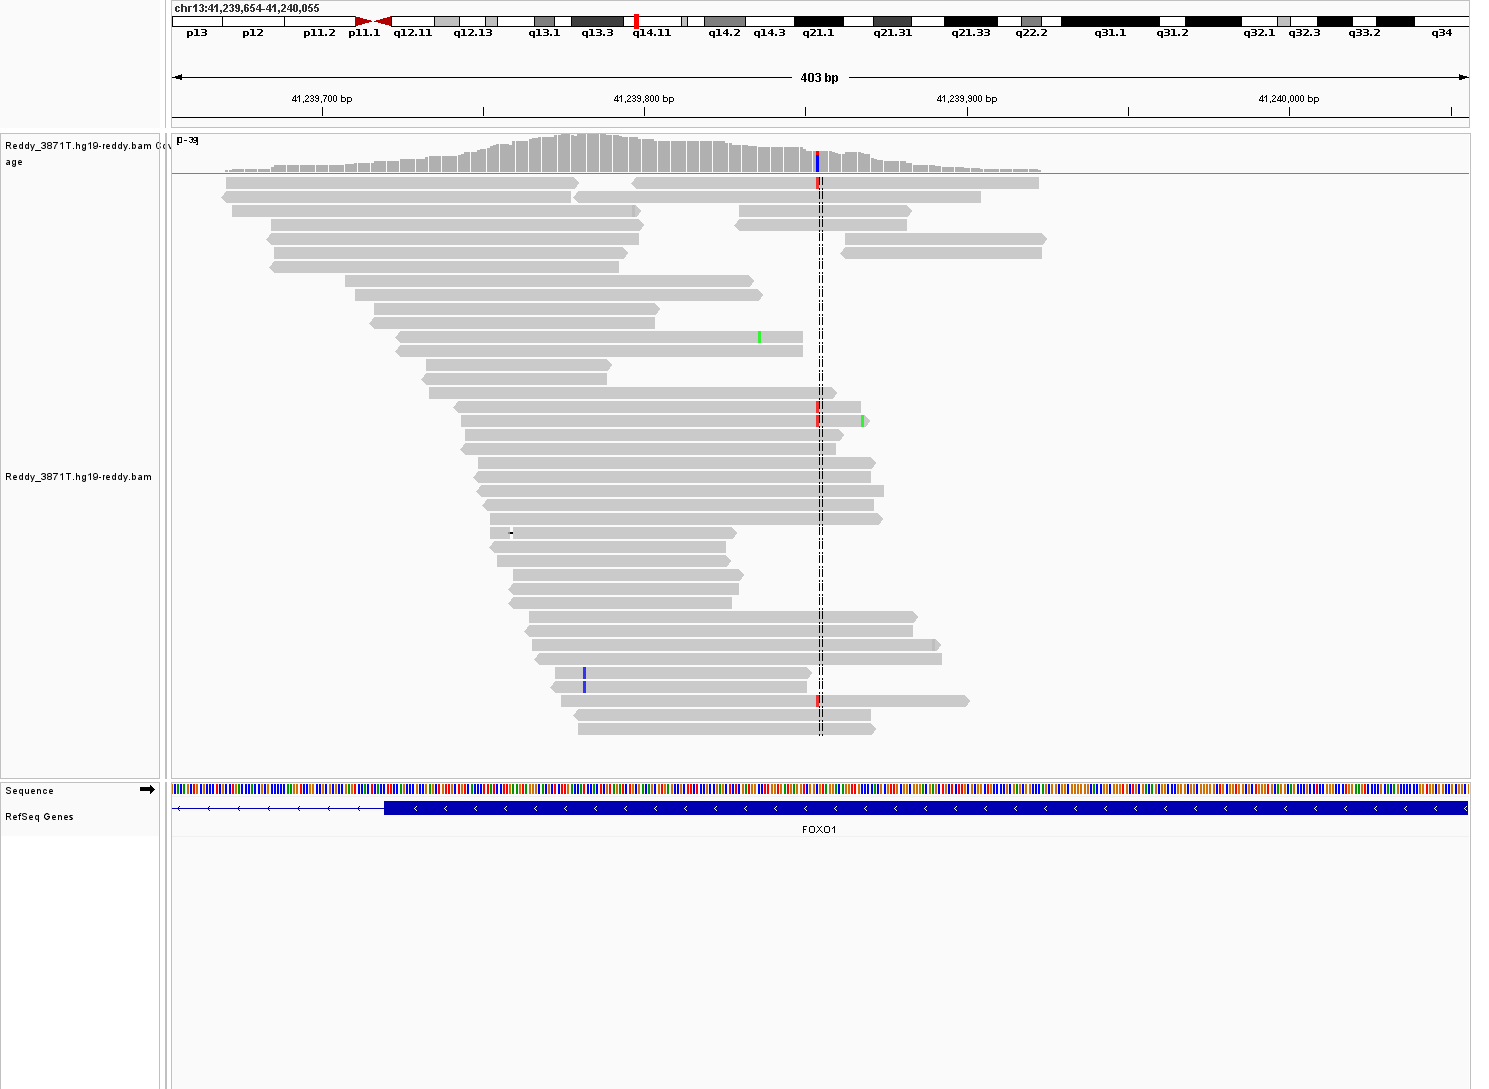 chr13:41,239,654-41,240,055
p13 p12 p11.2 p11.1 q12.11 q12.13 q13.1 q13.3 q14.11 q14.2 q14.3 q21.1 q21.31 q21.33 q22.2 q31.1 q31.2 q32.1 q32.3 q33.2 q34
403 bp
41,239,700 bp 41,239,800 bp 41,239,900 bp 41,240,000 bp
[0-39]
Reddy_3871T.hg19-reddy.bam Cov
age
Reddy_3871T.hg19-reddy.bam
Sequence
RefSeq Genes
FOXO1